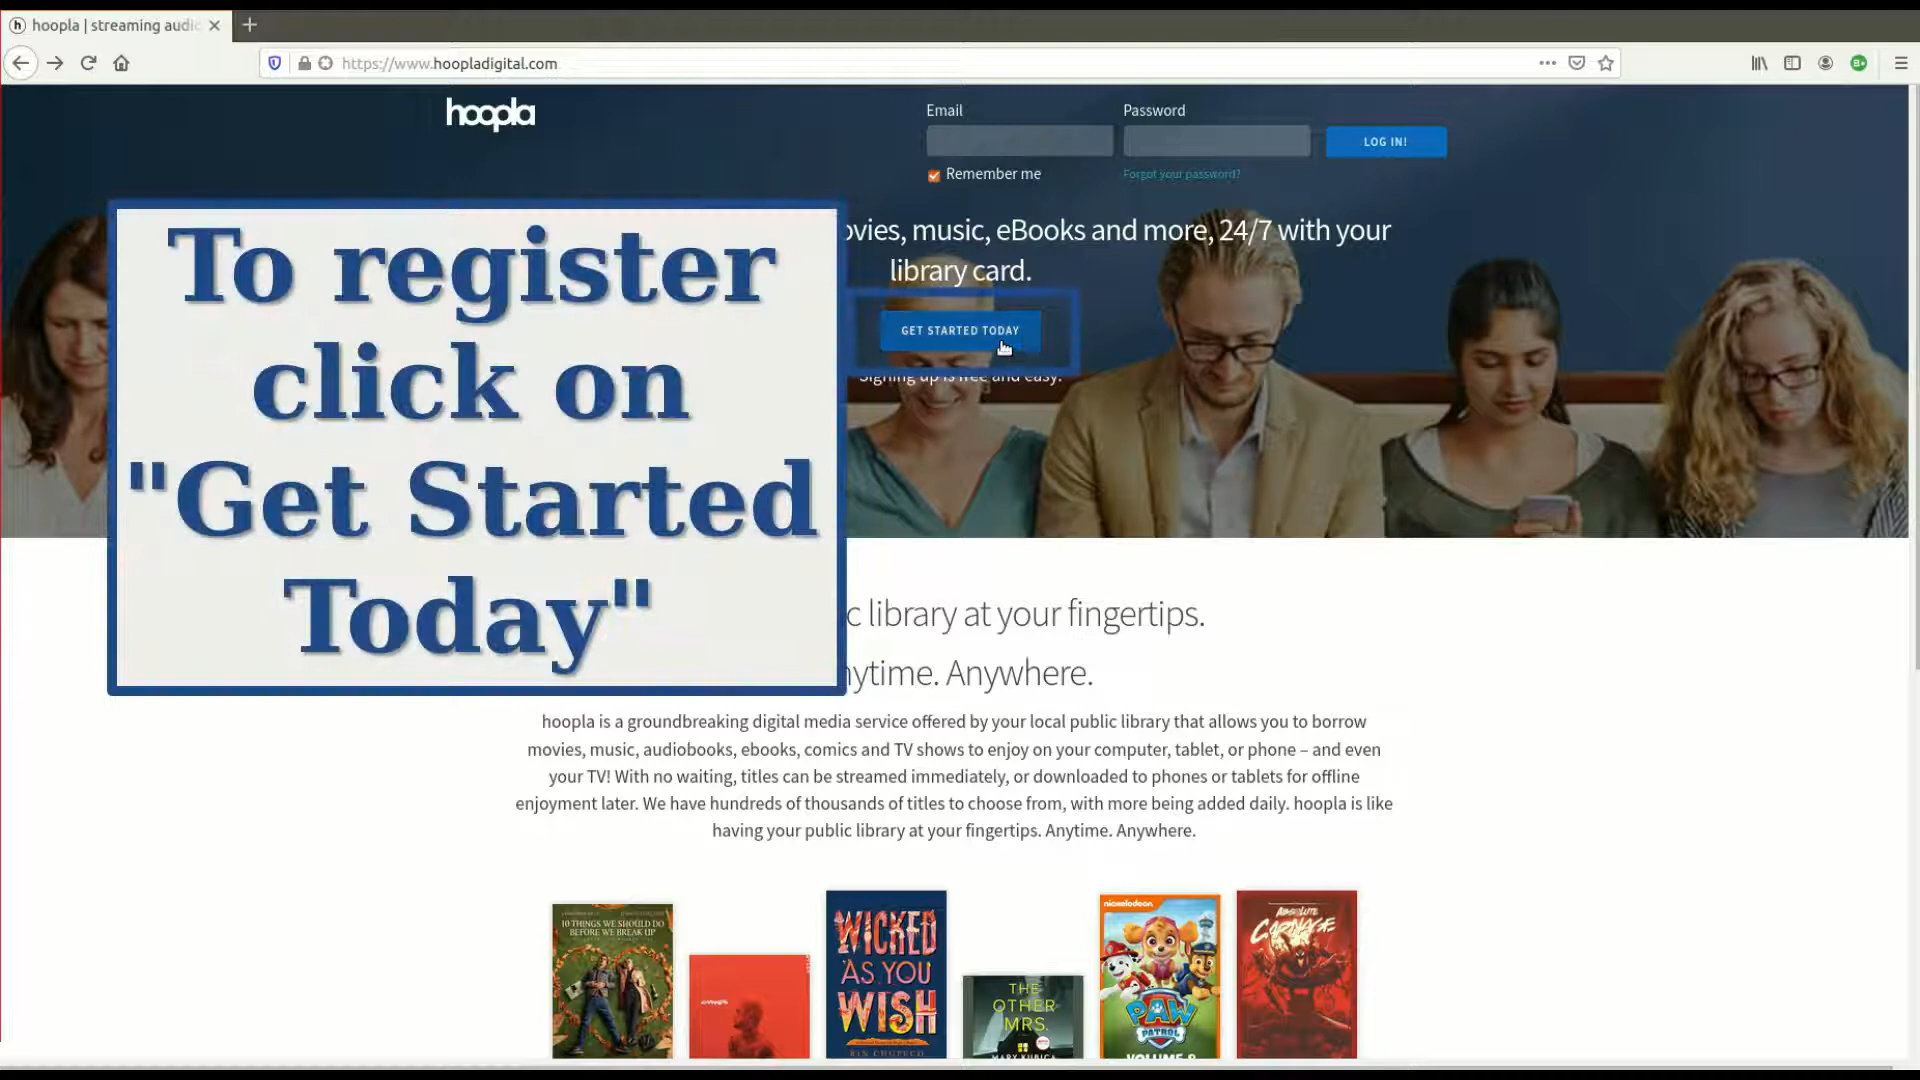 hoopla | streaming audio
https://www.hoopladigital.com
hoopla
Email
Password
LOG IN!
Remember me
Forgot your password?
To register
click on
"Get Started
Today"
ovies, music, eBooks and more, 24/7 with your
library card.
GET STARTED TODAY
Signing up is free and easy.
c library at your fingertips.
nytime. Anywhere.
hoopla is a groundbreaking digital media service offered by your local public library that allows you to borrow
movies, music, audiobooks, ebooks, comics and TV shows to enjoy on your computer, tablet, or phone – and even
your TV! With no waiting, titles can be streamed immediately, or downloaded to phones or tablets for offline
enjoyment later. We have hundreds of thousands of titles to choose from, with more being added daily. hoopla is like
having your public library at your fingertips. Anytime. Anywhere.
10 THINGS WE SHOULD DO
BEFORE WE BREAK UP
WICKED
AS YOU
WISH
RIN CHUPECO
THE
OTHER
MRS.
MARY KUBICA
nickelodeon
PAW
PATROL
VOLUME 8
ABSOLUTE
CARNAGE